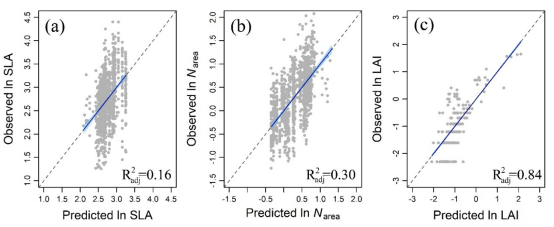 (a)
Observed ln SLA
4.5
4.0
3.5
3.0
2.5
2.0
1.5
1.0
1.0 1.5 2.0 2.5 3.0 3.5 4.0 4.5
R²adj=0.16
Predicted ln SLA
(b)
Observed ln Narea
2.0
1.5
1.0
0.5
0.0
-0.5
-1.0
-1.5
-1.5 -0.5 0.0 0.5 1.0 1.5 2.0
R²adj=0.30
Predicted ln Narea
(c)
Observed ln LAI
3
2
1
0
-1
-2
-3
-3 -2 -1 0 1 2 3
R²adj=0.84
Predicted ln LAI